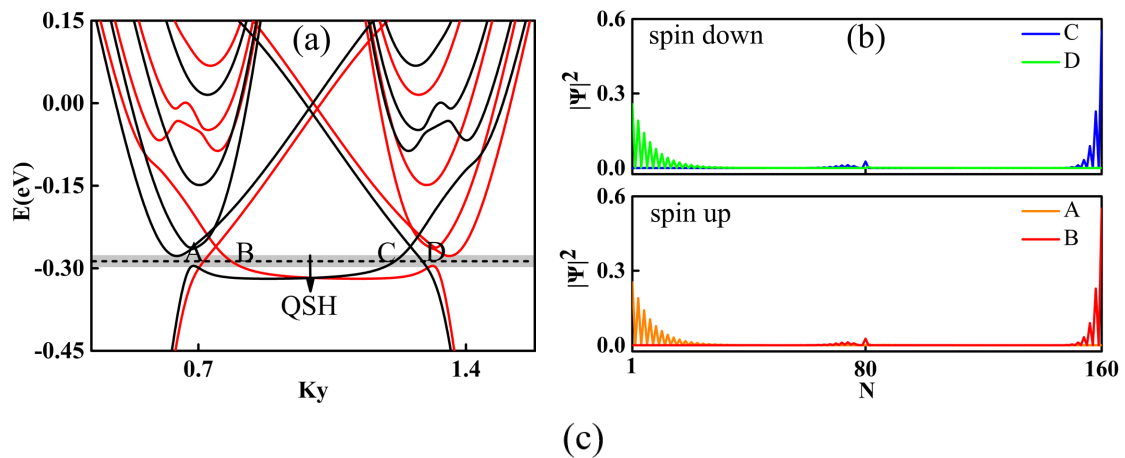 0.15
0.00
-0.15
-0.30
-0.45
E(eV)
(a)
A
B
C
D
QSH
0.7
1.4
Ky
0.6
0.3
0.0
|Ψ|²
spin down
(b)
C
D
0.6
0.3
0.0
|Ψ|²
spin up
A
B
1
80
160
N
(c)